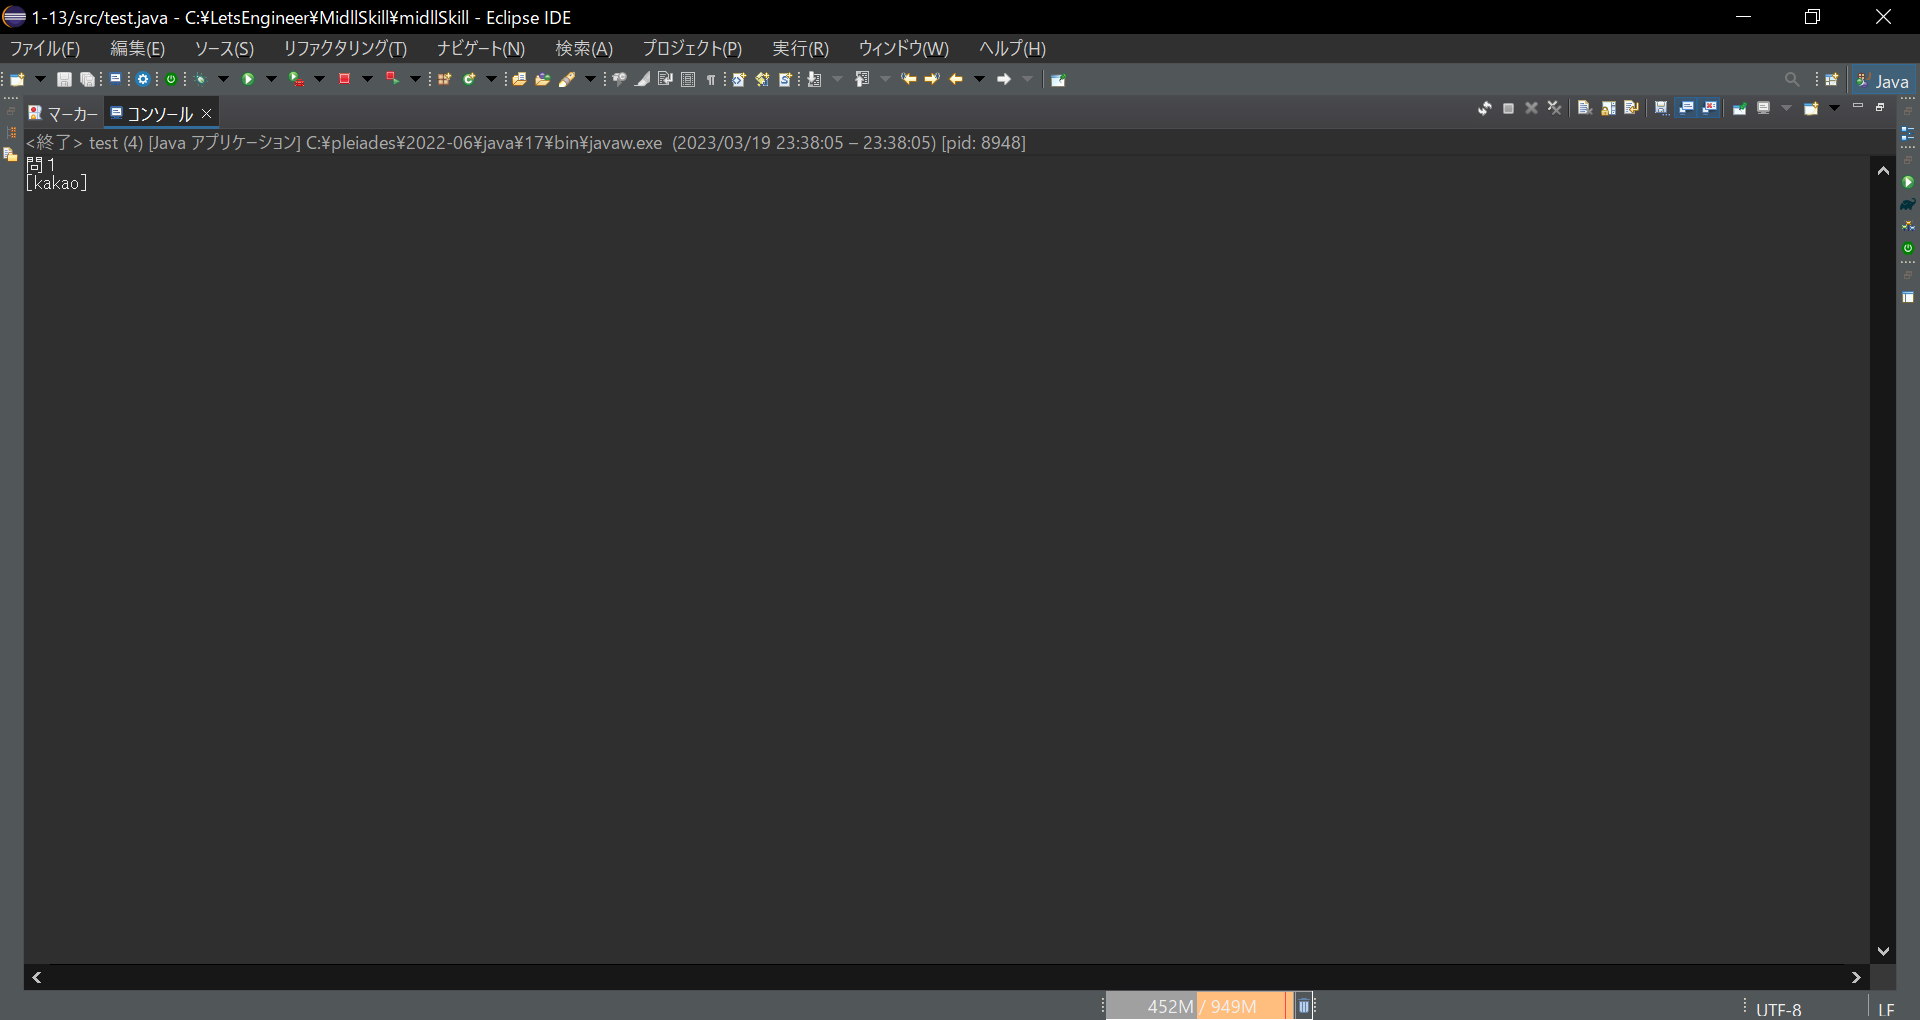 1-13/src/test.java - C:¥LetsEngineer¥MidllSkill¥midllSkill - Eclipse IDE
ファイル(F) 編集(E) ソース(S) リファクタリング(T) ナビゲート(N) 検索(A) プロジェクト(P) 実行(R) ウィンドウ(W) ヘルプ(H)
Java
マーカー コンソール
<終了> test (4) [Java アプリケーション] C:¥pleiades¥2022-06¥java¥17¥bin¥javaw.exe (2023/03/19 23:38:05 – 23:38:05) [pid: 8948]
問1
[kakao]
452M / 949M UTF-8 LF